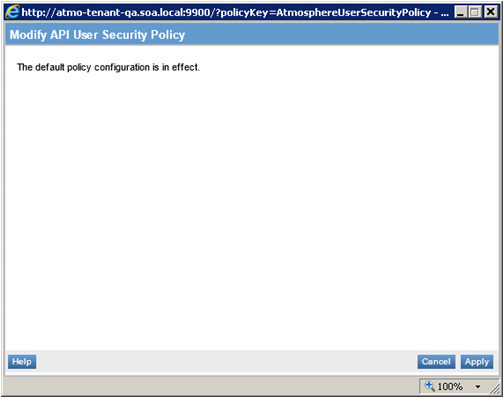 http://atmo-tenant-qa.soa.local:9900/?policyKey=AtmosphereUserSecurityPolicy - ...
Modify API User Security Policy
The default policy configuration is in effect.
Help Cancel Apply
100%